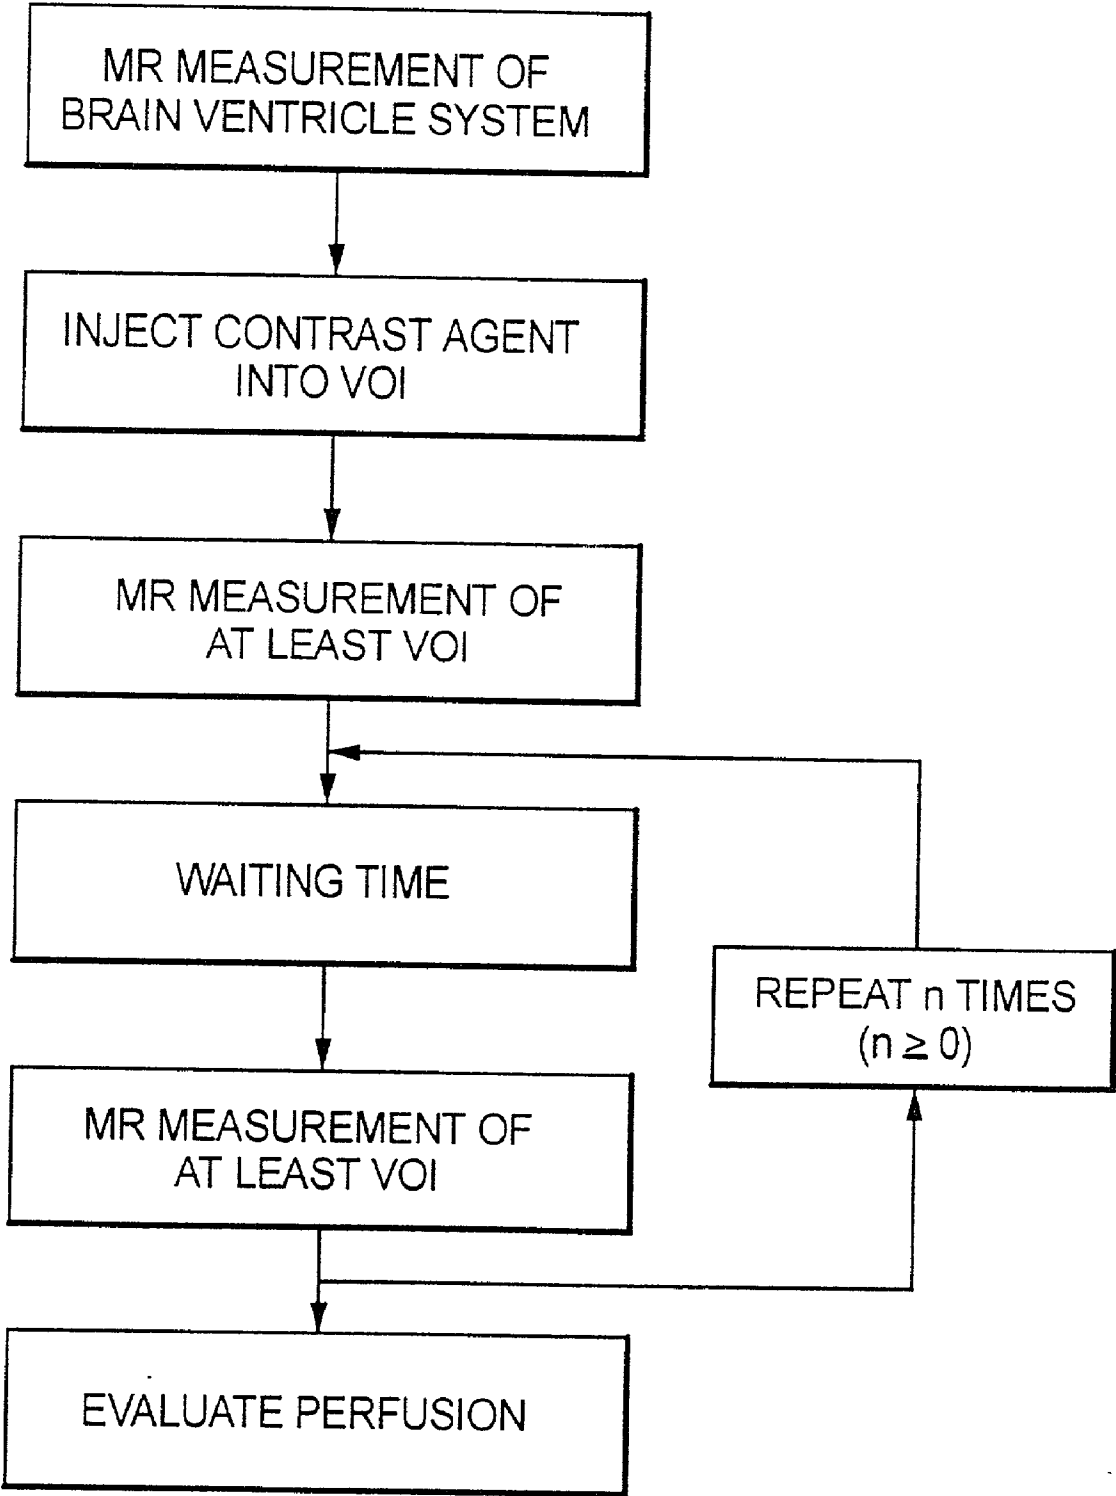 MR MEASUREMENT OF
BRAIN VENTRICLE SYSTEM
INJECT CONTRAST AGENT
INTO VOI
MR MEASUREMENT OF
AT LEAST VOI
WAITING TIME
REPEAT n TIMES
(n ≥ 0)
MR MEASUREMENT OF
AT LEAST VOI
EVALUATE PERFUSION